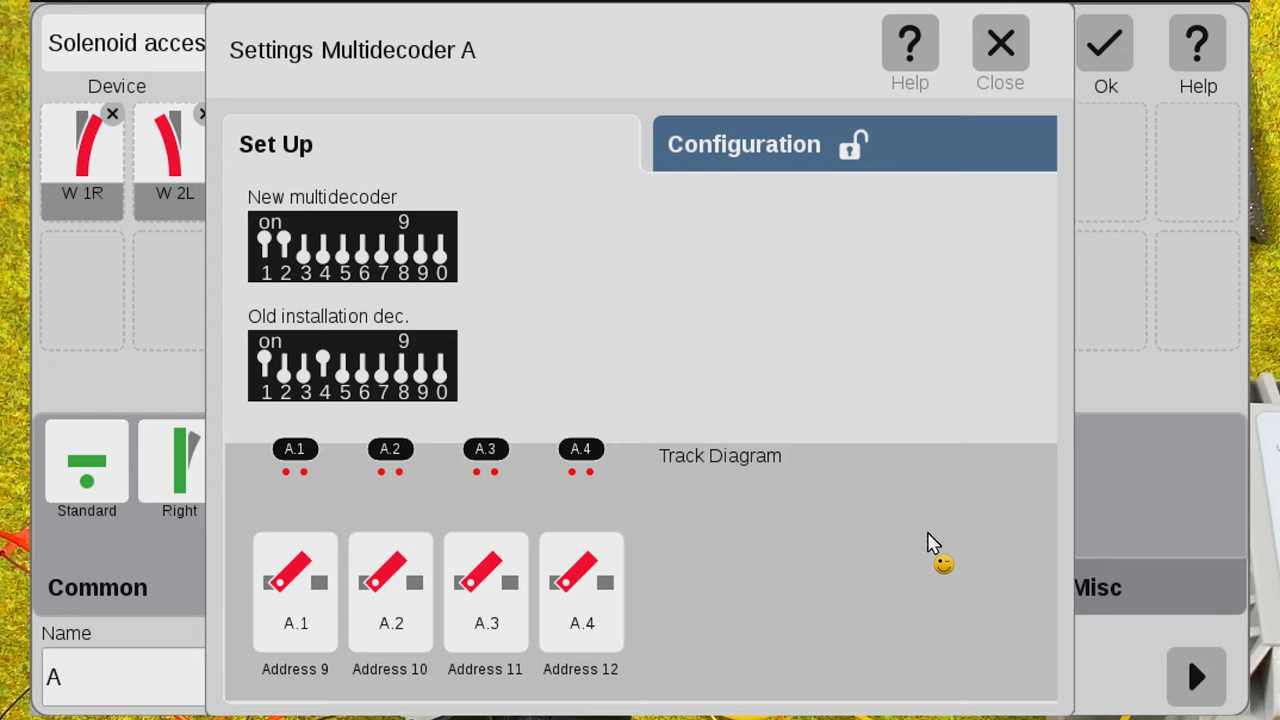 Solenoid acces
Device
W 1R
W 2L
Settings Multidecoder A
?
Help
Close
Ok
?
Help
Set Up
Configuration
New multidecoder
on 9
1 2 3 4 5 6 7 8 9 0
Old installation dec.
on 9
1 2 3 4 5 6 7 8 9 0
A.1 A.2 A.3 A.4
Track Diagram
A.1 A.2 A.3 A.4
Address 9 Address 10 Address 11 Address 12
Standard
Right
Common
Misc
Name
A